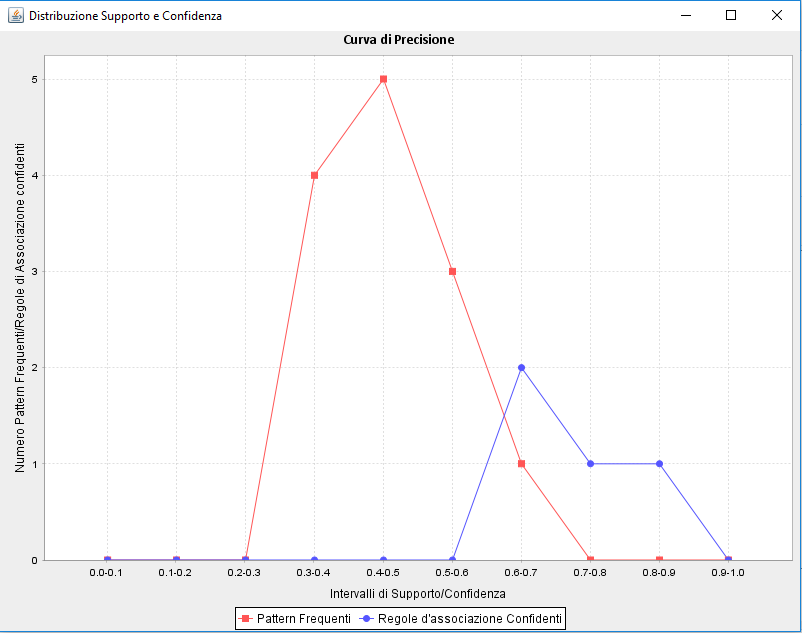 Distribuzione Supporto e Confidenza
Curva di Precisione
Numero Pattern Frequenti/Regole di Associazione confidenti
5
4
3
2
1
0
0.0-0.1 0.1-0.2 0.2-0.3 0.3-0.4 0.4-0.5 0.5-0.6 0.6-0.7 0.7-0.8 0.8-0.9 0.9-1.0
Intervalli di Supporto/Confidenza
Pattern Frequenti Regole d'associazione Confidenti